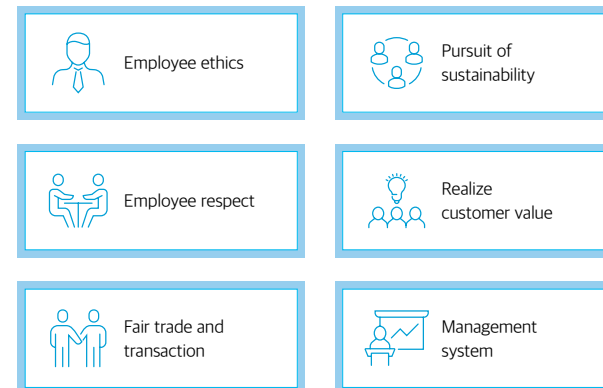 Employee ethics
Pursuit of
sustainability
Employee respect
Realize
customer value
Fair trade and
transaction
Management
system